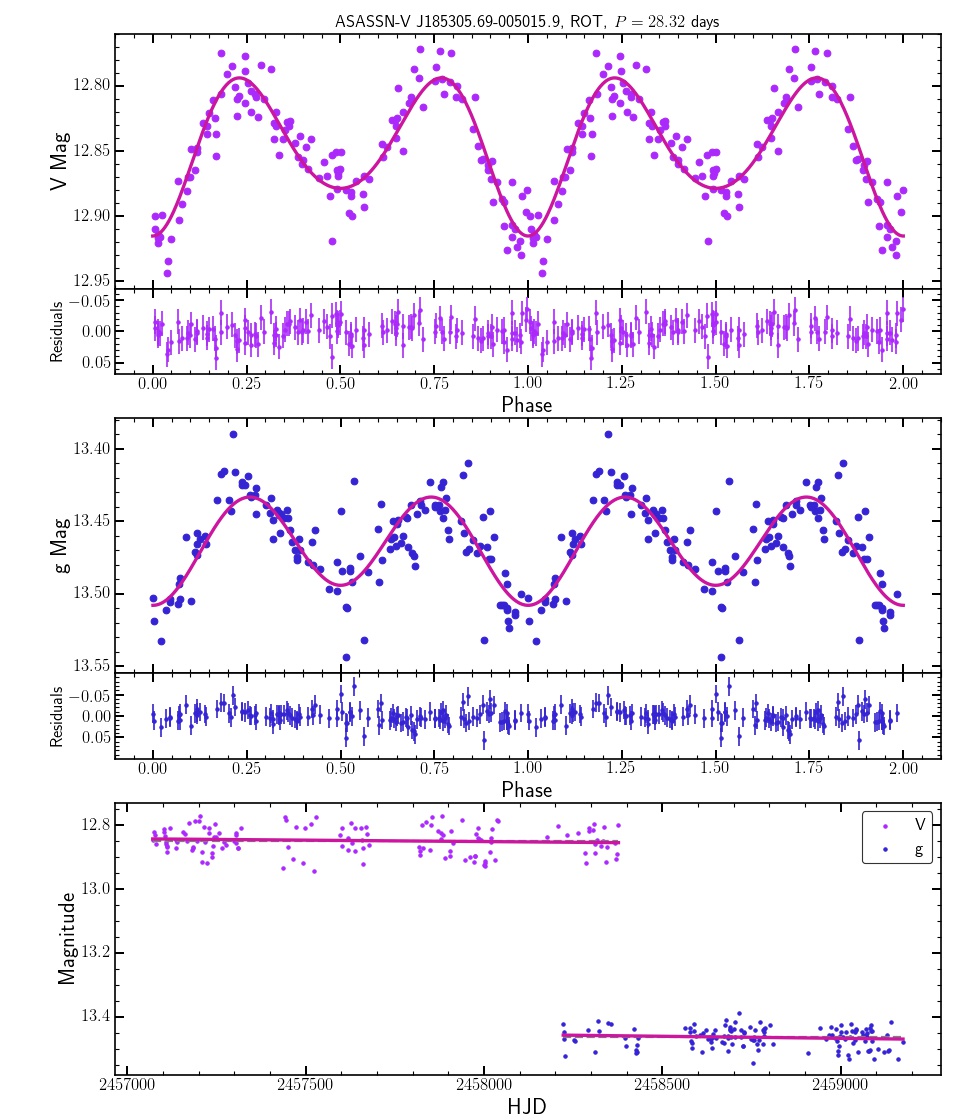 ASASSN-V J185305.69-005015.9, ROT, P = 28.32 days
V Mag
12.80
12.85
12.90
12.95
Residuals
−0.05
0.00
0.05
0.00 0.25 0.50 0.75 1.00 1.25 1.50 1.75 2.00
Phase
g Mag
13.40
13.45
13.50
13.55
Residuals
−0.05
0.00
0.05
0.00 0.25 0.50 0.75 1.00 1.25 1.50 1.75 2.00
Phase
Magnitude
12.8
13.0
13.2
13.4
V
g
2457000 2457500 2458000 2458500 2459000
HJD